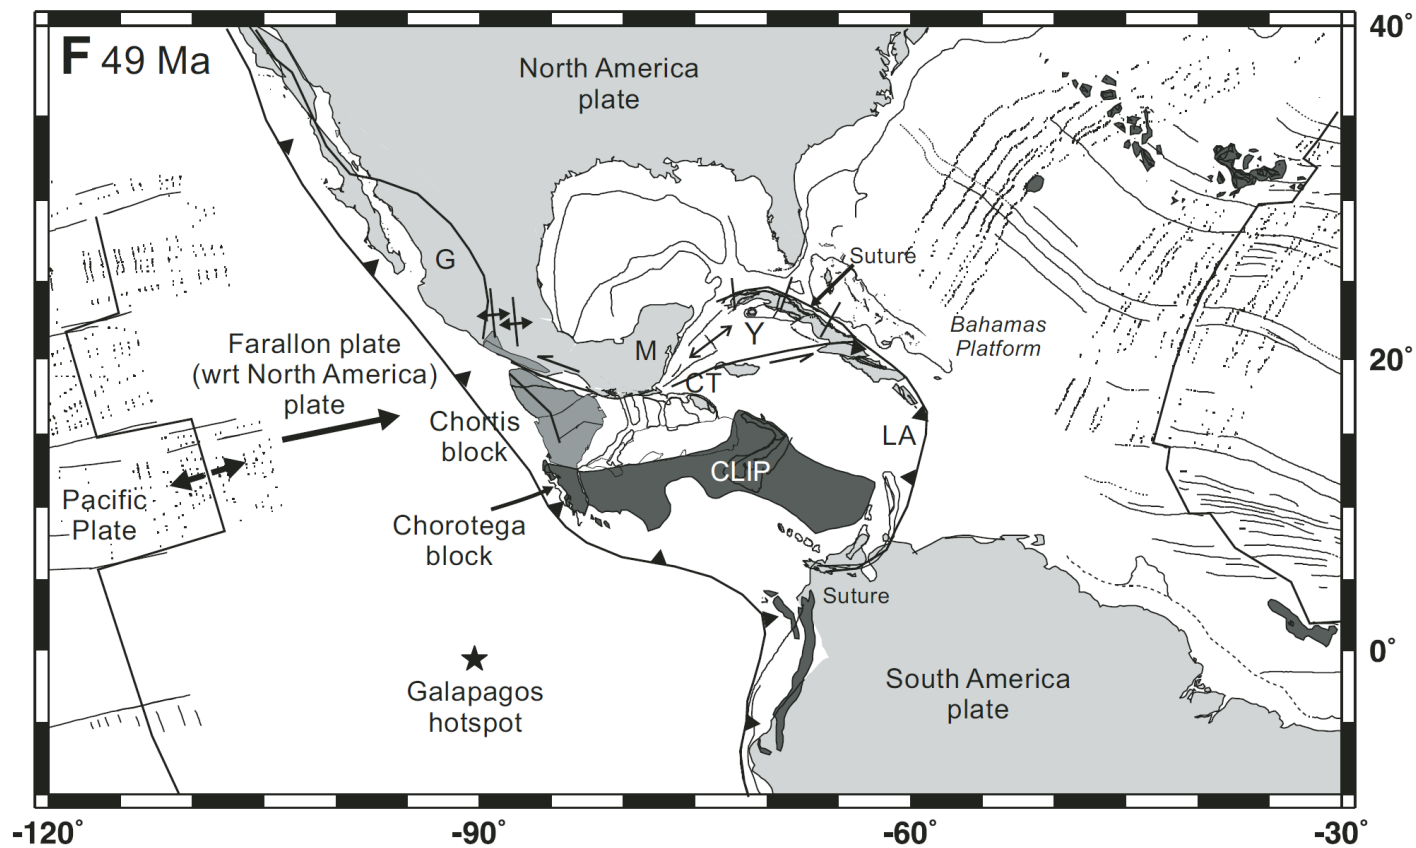 F 49 Ma
North America
plate
40°
G
Suture
Bahamas
Platform
Y
M
CT
20°
Farallon plate
(wrt North America)
plate
Chortis
block
LA
CLIP
Pacific
Plate
Chorotega
block
Suture
0°
Galapagos
hotspot
South America
plate
-120°
-90°
-60°
-30°